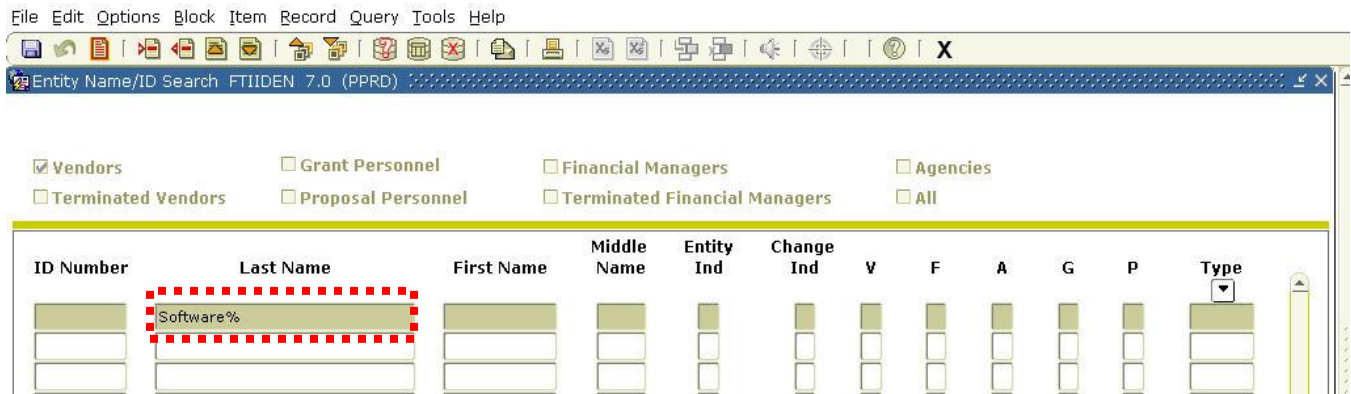 File Edit Options Block Item Record Query Tools Help
X
Entity Name/ID Search FTIIDEN 7.0 (PPRD)
Vendors Grant Personnel Financial Managers Agencies
Terminated Vendors Proposal Personnel Terminated Financial Managers All
ID Number Last Name First Name Middle Name Entity Ind Change Ind V F A G P Type
Software%